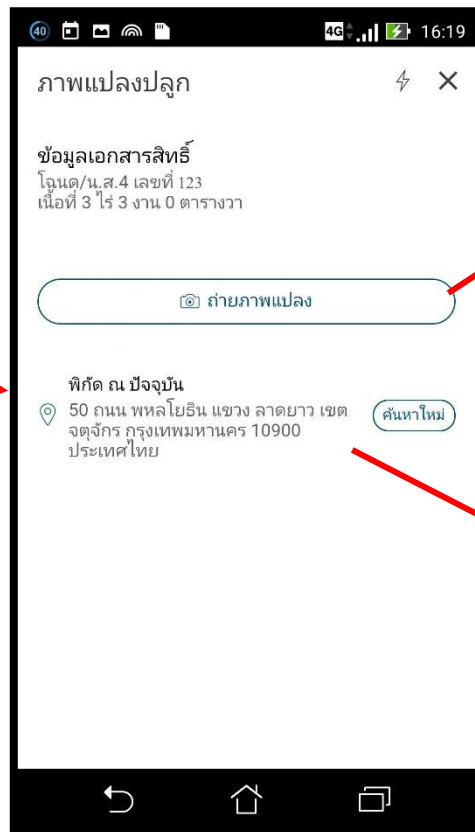 40 4G 16:19
ภาพแปลงปลูก
ข้อมูลเอกสารสิทธิ์
โฉนด/น.ส.4 เลขที่ 123
เนื้อที่ 3 ไร่ 3 งาน 0 ตารางวา
ถ่ายภาพแปลง
พิกัด ณ ปัจจุบัน
50 ถนน พหลโยธิน แขวง ลาดยาว เขต
จตุจักร กรุงเทพมหานคร 10900
ประเทศไทย
ค้นหาใหม่